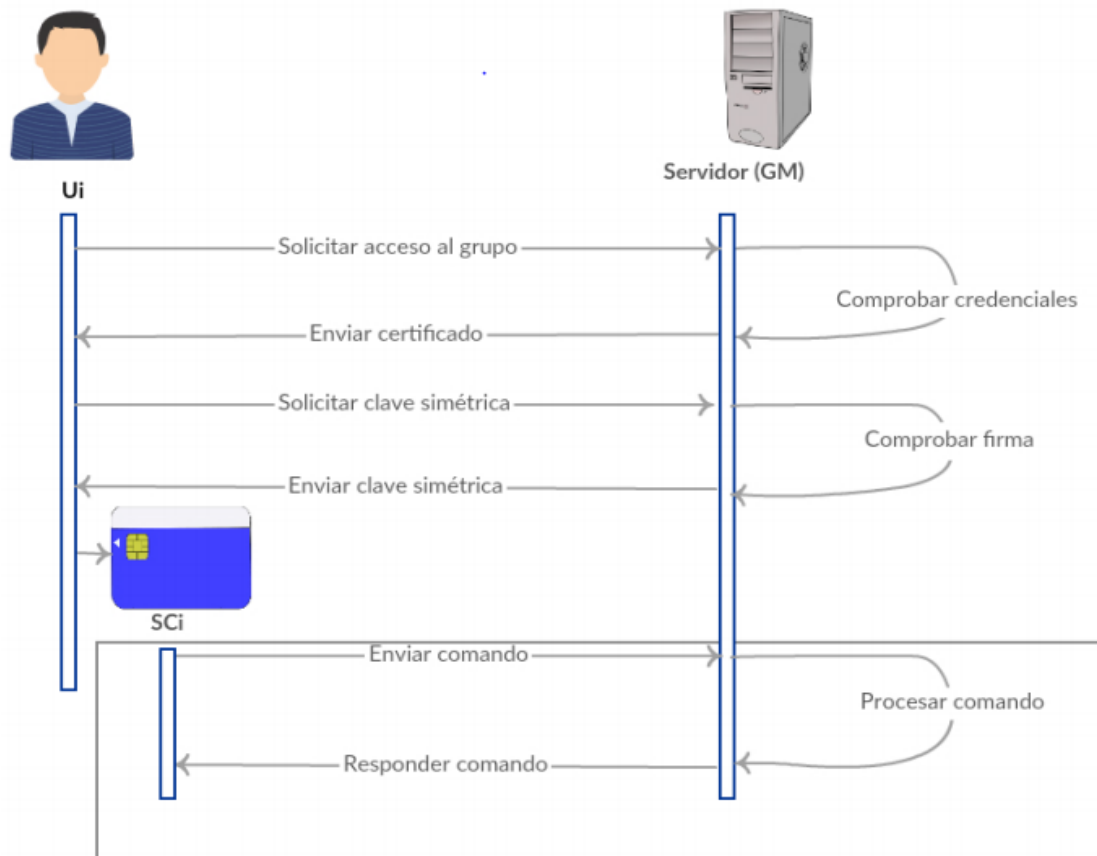 Ui
Servidor (GM)
Solicitar acceso al grupo
Comprobar credenciales
Enviar certificado
Solicitar clave simétrica
Comprobar firma
Enviar clave simétrica
SCi
Enviar comando
Procesar comando
Responder comando